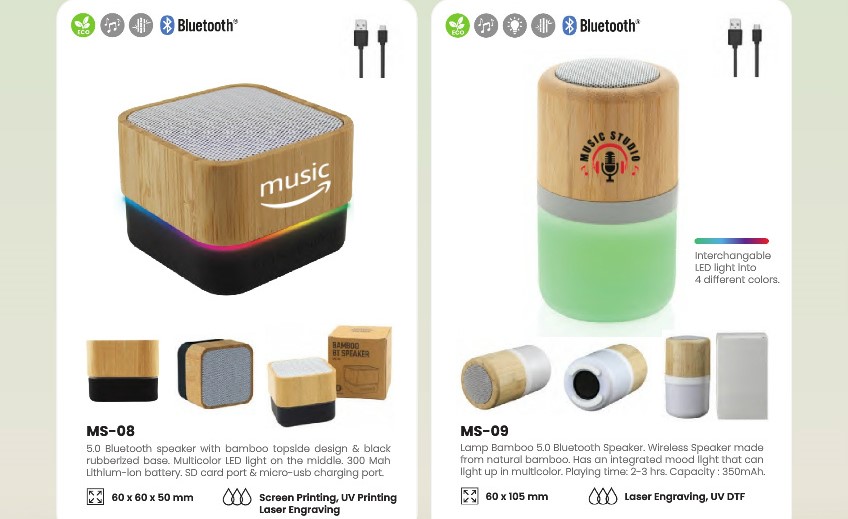 ECO
Bluetooth®
music
BAMBOO
BT SPEAKER
MS-08
5.0 Bluetooth speaker with bamboo topside design & black
rubberized base. Multicolor LED light on the middle. 300 Mah
Lithium-Ion battery. SD card port & micro-usb charging port.
60 x 60 x 50 mm
Screen Printing, UV Printing
Laser Engraving
ECO
Bluetooth®
MUSIC STUDIO
Interchangable
LED light into
4 different colors.
MS-09
Lamp Bamboo 5.0 Bluetooth Speaker. Wireless Speaker made
from natural bamboo. Has an integrated mood light that can
light up in multicolor. Playing time: 2-3 hrs. Capacity : 350mAh.
60 x 105 mm
Laser Engraving, UV DTF